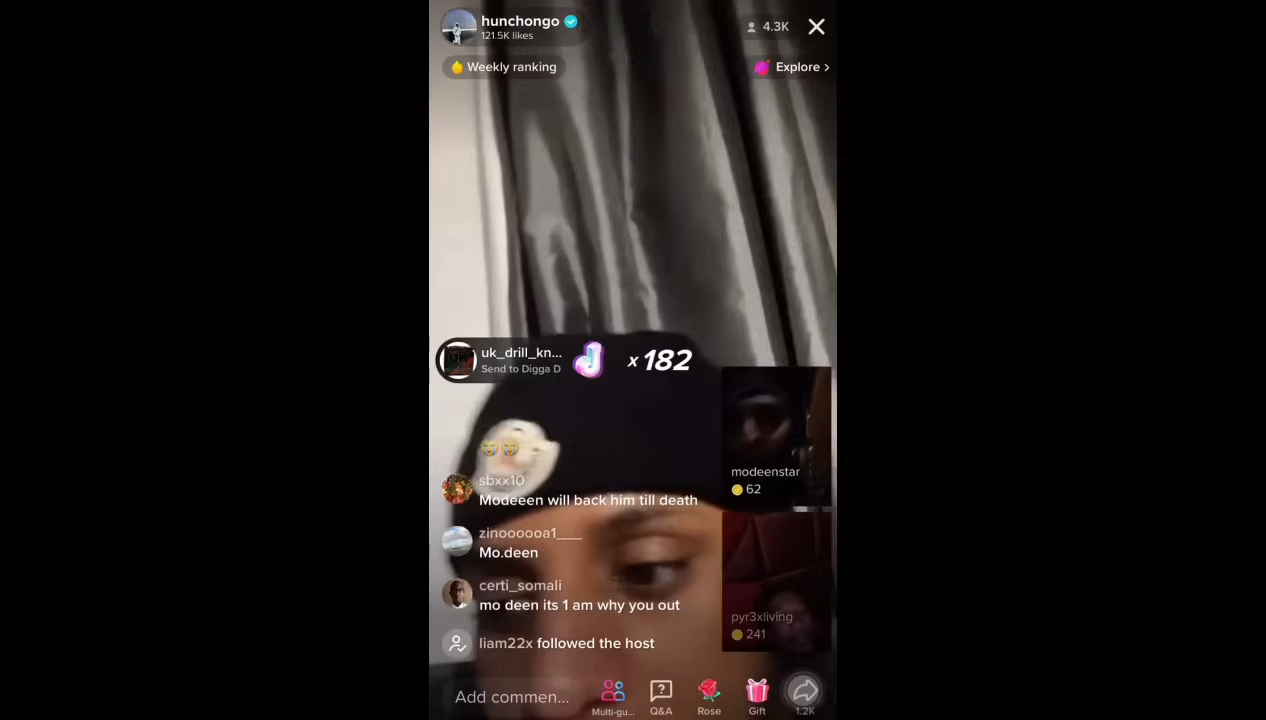 hunchongo
121.5K likes
4.3K
Weekly ranking
Explore ›
uk_drill_kn...
Send to Digga D
x 182
😭😭
sbxx10
Modeeen will back him till death
zinoooooa1___
Mo.deen
certi_somali
mo deen its 1 am why you out
liam22x followed the host
modeenstar
62
pyr3xliving
241
Add commen...
Multi-gu...
Q&A
Rose
Gift
1.2K